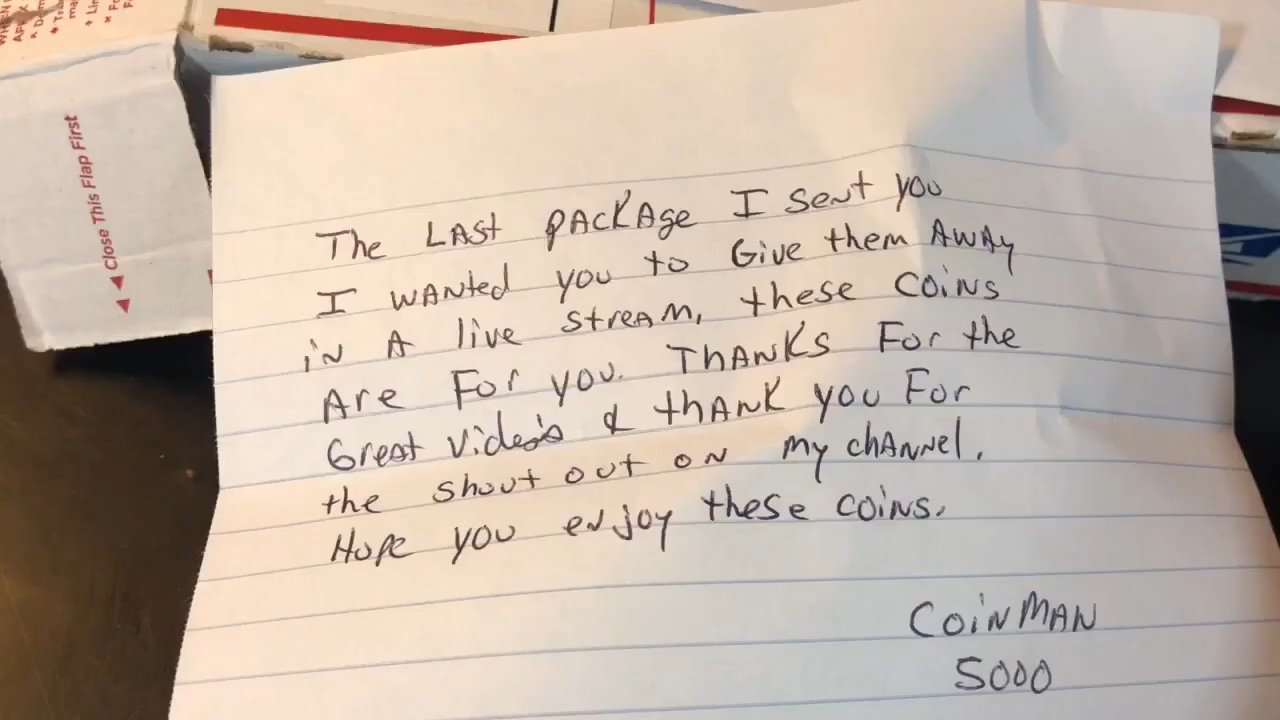 Close This Flap First
The LAST PACKAge I sent you
I wANted you to Give them AWAy
iN A live stReAM, these COiNS
Are For you. THANKS For the
Great Video's & thANK you For
the shout out oN my chANNel.
Hope you eNjoy these coiNs.
COiNMAN
5000